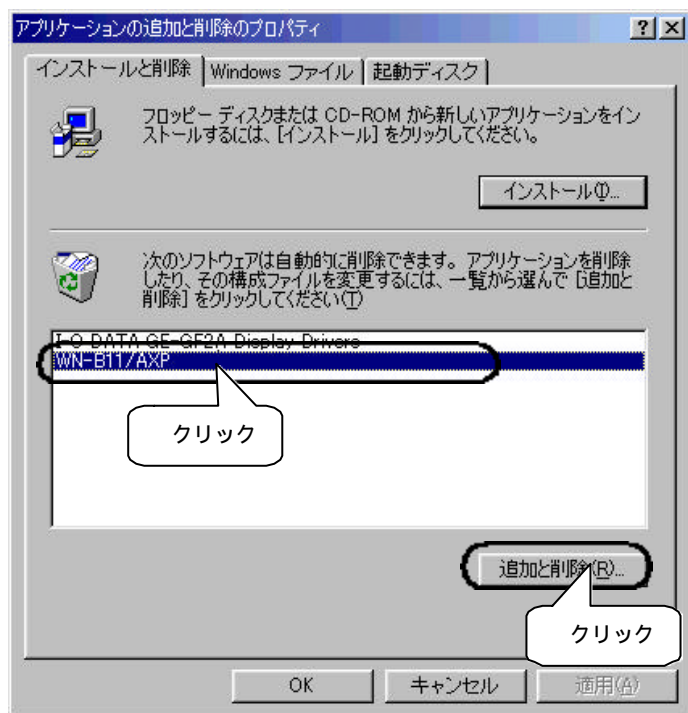 アプリケーションの追加と削除のプロパティ
インストールと削除 Windows ファイル 起動ディスク
フロッピー ディスクまたは CD-ROM から新しいアプリケーションをイン
ストールするには、[インストール] をクリックしてください。
インストール(I)...
次のソフトウェアは自動的に削除できます。アプリケーションを削除
したり、その構成ファイルを変更するには、一覧から選んで [追加と
削除] をクリックしてください(T)
I-O DATA GE-GF2A Display Drivers
WN-B11/AXP
クリック
追加と削除(R)...
クリック
OK キャンセル 適用(A)